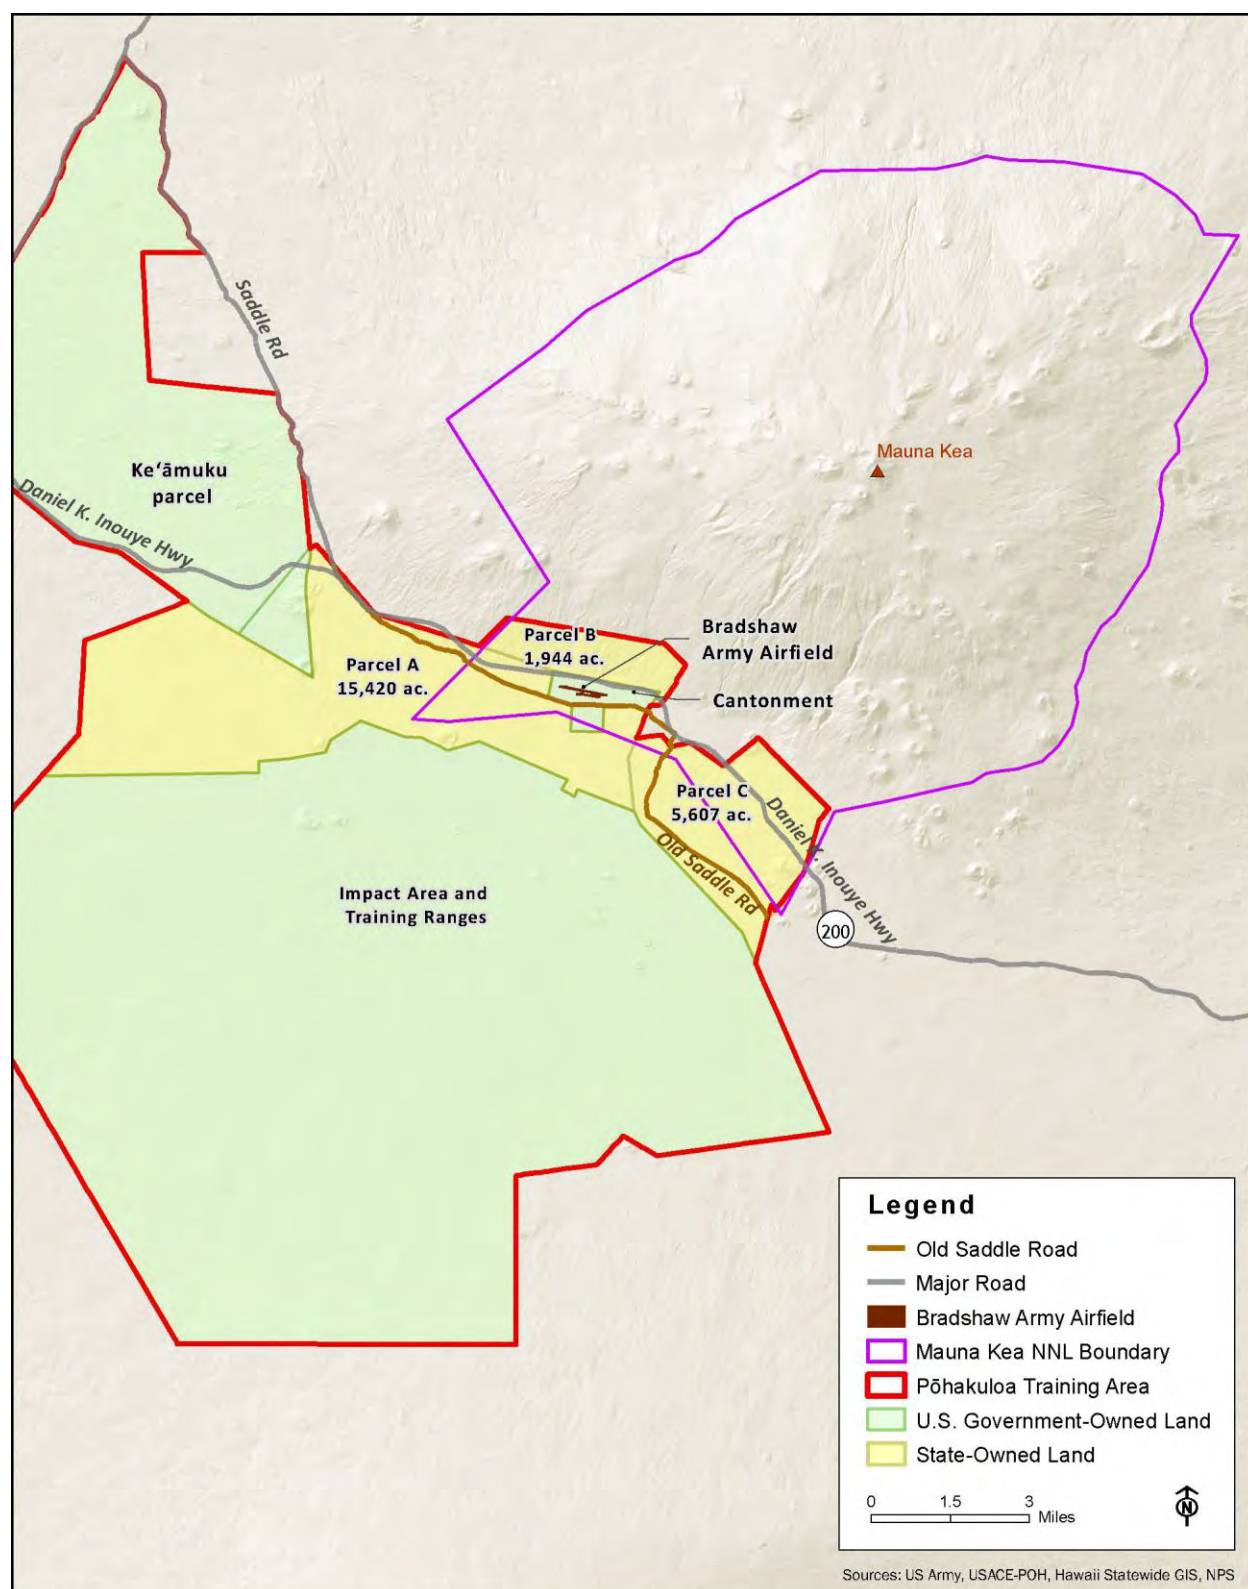 Saddle Rd
Mauna Kea
Keʻāmuku
parcel
Daniel K. Inouye Hwy
Bradshaw
Army Airfield
Parcel B
1,944 ac.
Parcel A
15,420 ac.
Cantonment
Parcel C
5,607 ac.
Daniel K. Inouye Hwy
Old Saddle Rd
Impact Area and
Training Ranges
200
Legend
Old Saddle Road
Major Road
Bradshaw Army Airfield
Mauna Kea NNL Boundary
Pōhakuloa Training Area
U.S. Government-Owned Land
State-Owned Land
0 1.5 3
Miles
N
Sources: US Army, USACE-POH, Hawaii Statewide GIS, NPS